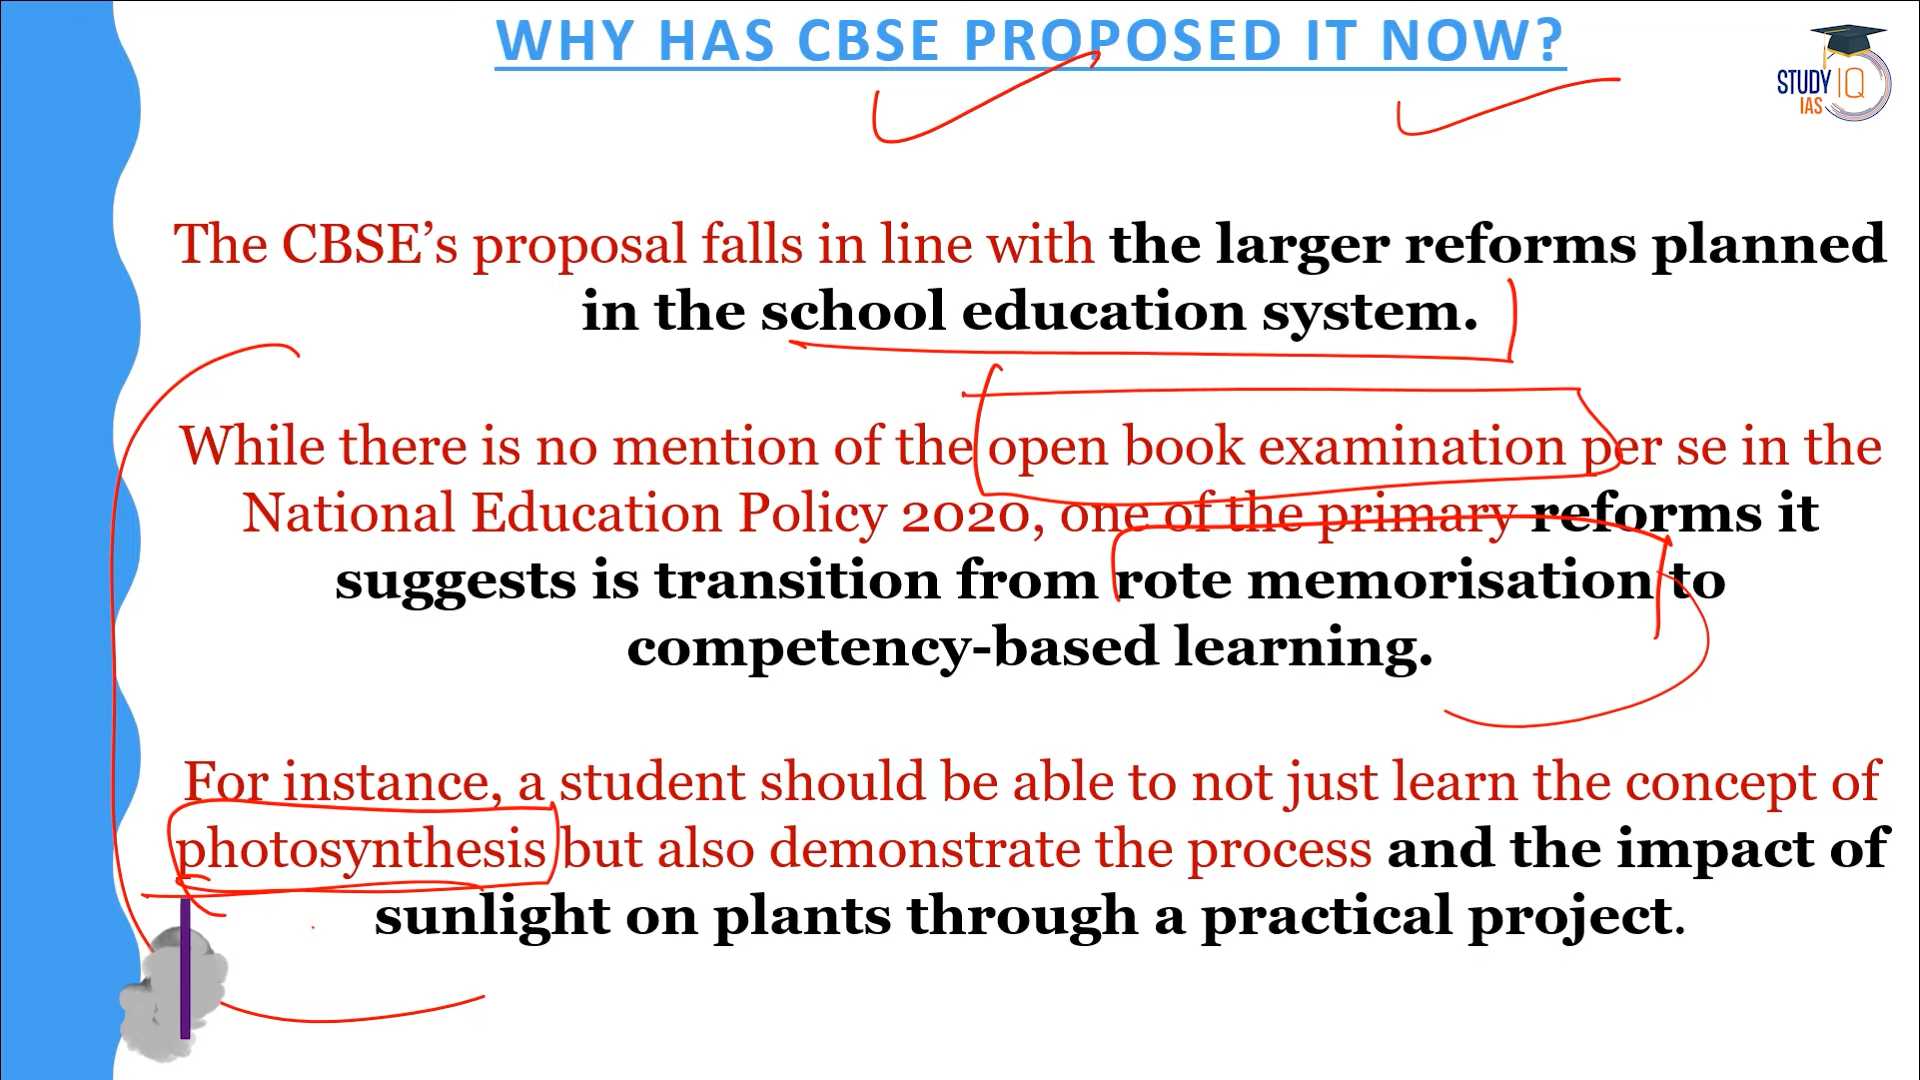 WHY HAS CBSE PROPOSED IT NOW?
STUDY IQ
IAS
The CBSE’s proposal falls in line with the larger reforms planned
in the school education system.
While there is no mention of the open book examination per se in the
National Education Policy 2020, one of the primary reforms it
suggests is transition from rote memorisation to
competency-based learning.
For instance, a student should be able to not just learn the concept of
photosynthesis but also demonstrate the process and the impact of
sunlight on plants through a practical project.